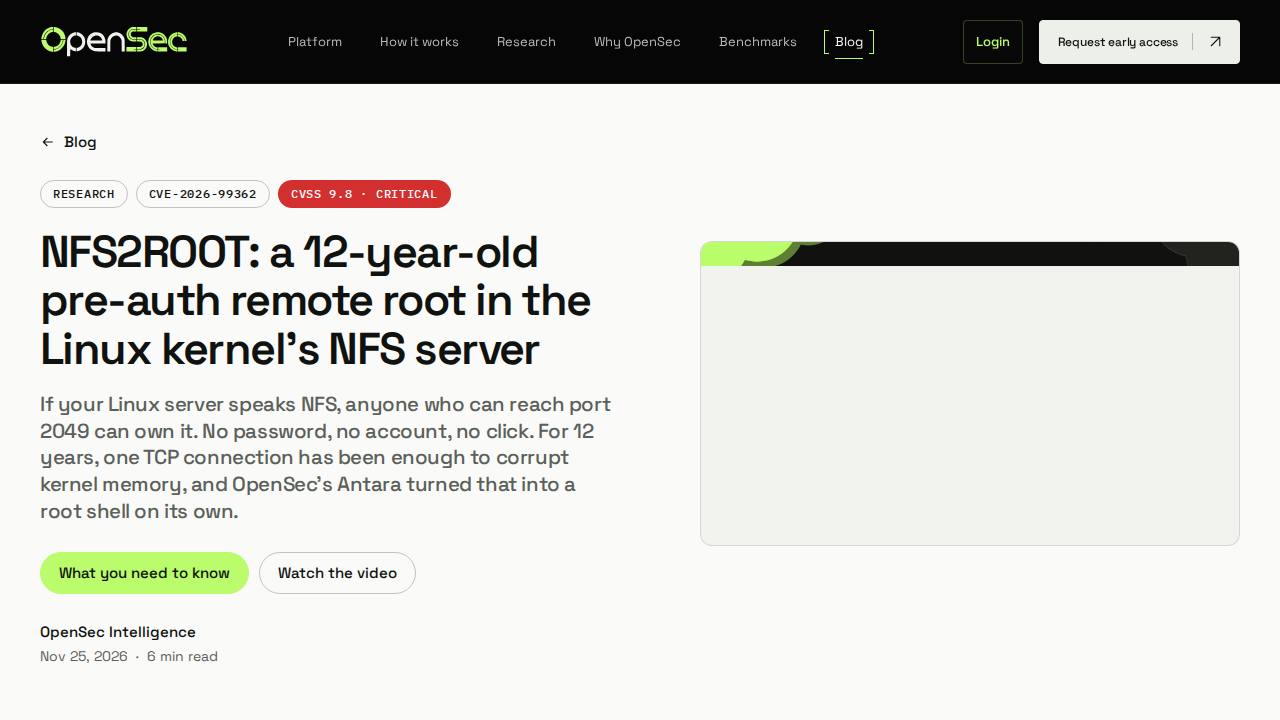 OpenSec
Platform
How it works
Research
Why OpenSec
Benchmarks
Blog
Login
Request early access
Blog
RESEARCH
CVE-2026-99362
CVSS 9.8 · CRITICAL
NFS2ROOT: a 12-year-old
pre-auth remote root in the
Linux kernel’s NFS server
If your Linux server speaks NFS, anyone who can reach port
2049 can own it. No password, no account, no click. For 12
years, one TCP connection has been enough to corrupt
kernel memory, and OpenSec’s Antara turned that into a
root shell on its own.
What you need to know
Watch the video
OpenSec Intelligence
Nov 25, 2026 · 6 min read